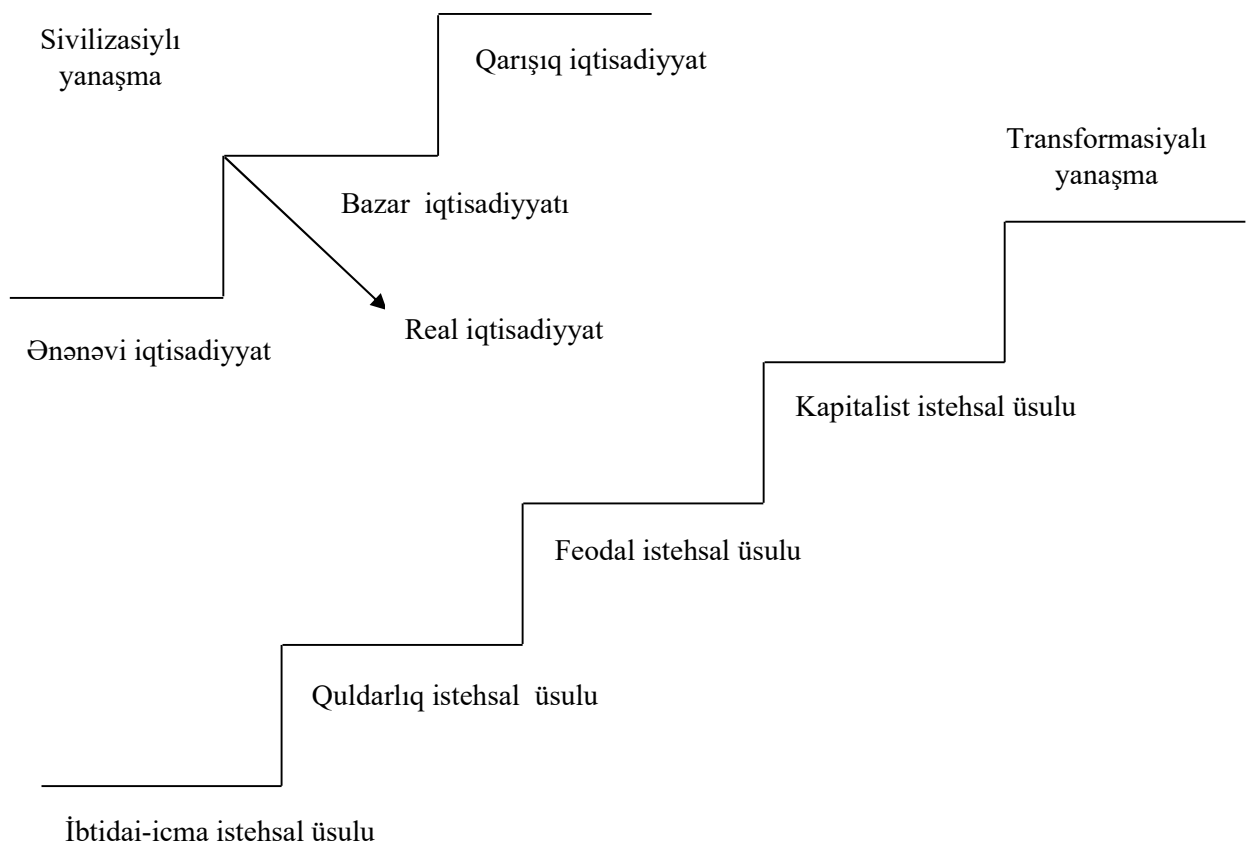 Sivilizasiylı
yanaşma
Qarışıq iqtisadiyyat
Transformasiyalı
yanaşma
Bazar iqtisadiyyatı
Real iqtisadiyyat
Ənənəvi iqtisadiyyat
Kapitalist istehsal üsulu
Feodal istehsal üsulu
Quldarlıq istehsal üsulu
İbtidai-icma istehsal üsulu